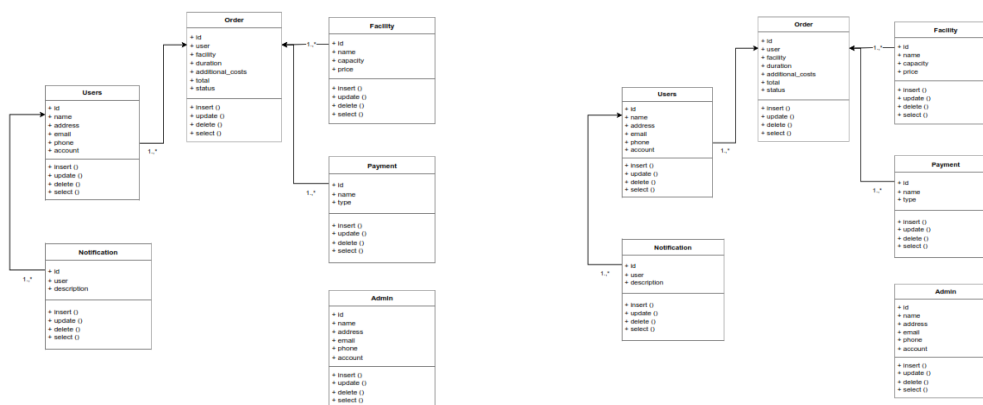 Order
+ id
+ user
+ facility
+ duration
+ additional_costs
+ total
+ status
+ insert ()
+ update ()
+ delete ()
+ select ()
Facility
+ id
+ name
+ capacity
+ price
+ insert ()
+ update ()
+ delete ()
+ select ()
1..*
Users
+ id
+ name
+ address
+ email
+ phone
+ account
+ insert ()
+ update ()
+ delete ()
+ select ()
1..*
Payment
+ id
+ name
+ type
+ insert ()
+ update ()
+ delete ()
+ select ()
1..*
Notification
+ id
+ user
+ description
+ insert ()
+ update ()
+ delete ()
+ select ()
1..*
Admin
+ id
+ name
+ address
+ email
+ phone
+ account
+ insert ()
+ update ()
+ delete ()
+ select ()
Order
+ id
+ user
+ facility
+ duration
+ additional_costs
+ total
+ status
+ insert ()
+ update ()
+ delete ()
+ select ()
Facility
+ id
+ name
+ capacity
+ price
+ insert ()
+ update ()
+ delete ()
+ select ()
1..*
Users
+ id
+ name
+ address
+ email
+ phone
+ account
+ insert ()
+ update ()
+ delete ()
+ select ()
1..*
Payment
+ id
+ name
+ type
+ insert ()
+ update ()
+ delete ()
+ select ()
1..*
Notification
+ id
+ user
+ description
+ insert ()
+ update ()
+ delete ()
+ select ()
1..*
Admin
+ id
+ name
+ address
+ email
+ phone
+ account
+ insert ()
+ update ()
+ delete ()
+ select ()